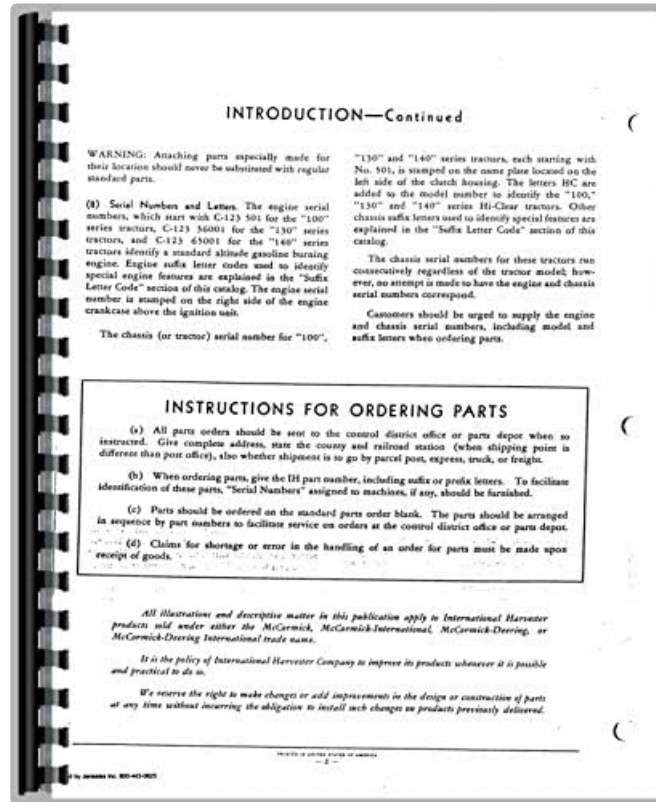 INTRODUCTION—Continued
WARNING: Attaching parts especially made for
their location should never be substituted with regular
standard parts.
(8) Serial Numbers and Letters. The engine serial
numbers, which start with C-123 501 for the "100"
series tractors, C-123 36001 for the "130" series
tractors, and C-123 65001 for the "140" series
tractors identify a standard altitude gasoline burning
engine. Engine suffix letter codes used to identify
special engine features are explained in the "Suffix
Letter Code" section of this catalog. The engine serial
number is stamped on the right side of the engine
crankcase above the ignition unit.
The chassis (or tractor) serial number for "100",
"130" and "140" series tractors, each starting with
No. 501, is stamped on the name plate located on the
left side of the clutch housing. The letters HC are
added to the model number to identify the "100,"
"130" and "140" series Hi-Clear tractors. Other
chassis suffix letters used to identify special features are
explained in the "Suffix Letter Code" section of this
catalog.
The chassis serial numbers for these tractors run
consecutively regardless of the tractor model; how-
ever, no attempt is made to have the engine and chassis
serial numbers correspond.
Customers should be urged to supply the engine
and chassis serial numbers, including model and
suffix letters when ordering parts.
INSTRUCTIONS FOR ORDERING PARTS
(a) All parts orders should be sent to the control district office or parts depot when so
instructed. Give complete address, state the county and railroad station (when shipping point is
different than post office), also whether shipment is to go by parcel post, express, truck, or freight.
(b) When ordering parts, give the IH part number, including suffix or prefix letters. To facilitate
identification of these parts, "Serial Numbers" assigned to machines, if any, should be furnished.
(c) Parts should be ordered on the standard parts order blank. The parts should be arranged
in sequence by part numbers to facilitate service on orders at the control district office or parts depot.
(d) Claims for shortage or error in the handling of an order for parts must be made upon
receipt of goods.
All illustrations and descriptive matter in this publication apply to International Harvester
products sold under either the McCormick, McCormick-International, McCormick-Deering, or
McCormick-Deering International trade name.
It is the policy of International Harvester Company to improve its products whenever it is possible
and practical to do so.
We reserve the right to make changes or add improvements in the design or construction of parts
at any time without incurring the obligation to install such changes on products previously delivered.
PRINTED IN UNITED STATES OF AMERICA
— 2 —
d by Jensales Inc. 800-443-0625